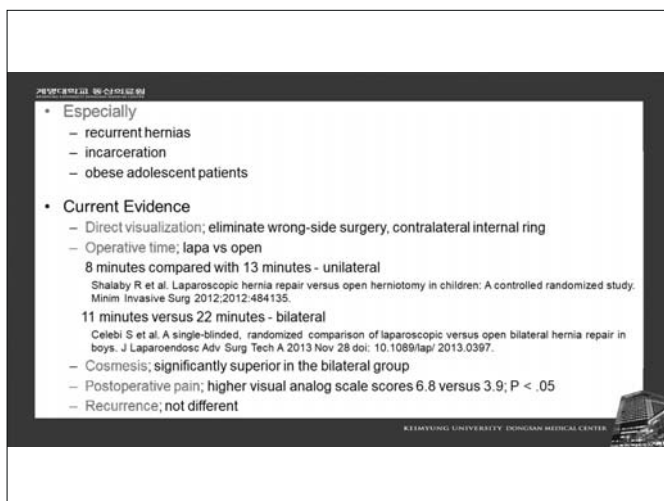 계명대학교 동산의료원
• Especially
– recurrent hernias
– incarceration
– obese adolescent patients
• Current Evidence
– Direct visualization; eliminate wrong-side surgery, contralateral internal ring
– Operative time; lapa vs open
8 minutes compared with 13 minutes - unilateral
Shalaby R et al. Laparoscopic hernia repair versus open herniotomy in children: A controlled randomized study.
Minim Invasive Surg 2012;2012:484135.
11 minutes versus 22 minutes - bilateral
Celebi S et al. A single-blinded, randomized comparison of laparoscopic versus open bilateral hernia repair in
boys. J Laparoendosc Adv Surg Tech A 2013 Nov 28 doi: 10.1089/lap/ 2013.0397.
– Cosmesis; significantly superior in the bilateral group
– Postoperative pain; higher visual analog scale scores 6.8 versus 3.9; P < .05
– Recurrence; not different
KEIMYUNG UNIVERSITY DONGSAN MEDICAL CENTER